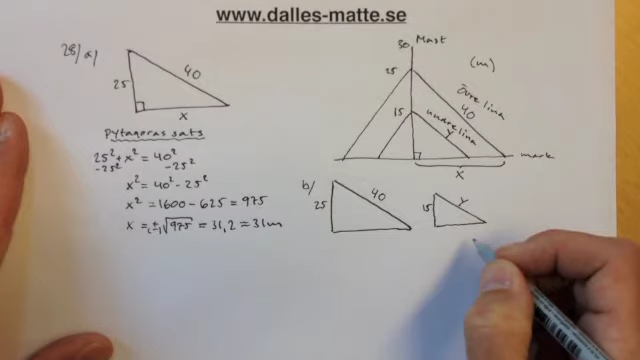 www.dalles-matte.se
28/ a)
25
40
x
Pytagoras sats
25² + x² = 40²
-25² -25²
x² = 40² - 25²
x² = 1600 - 625 = 975
x = (±)√975 = 31,2 ≈ 31m
30 Mast
(m)
25
Övre lina
40
15
undre lina
y
mark
x
b/
25
40
15
y